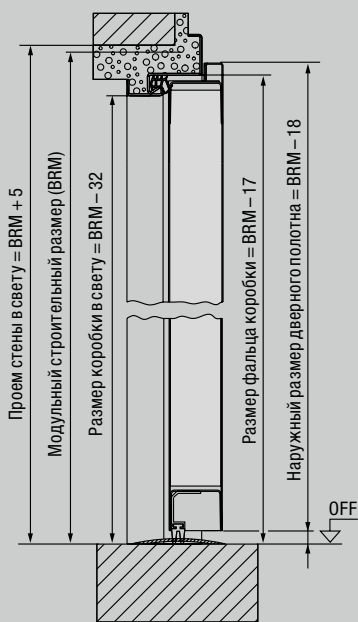 Проем стены в свету = BRM + 5
Модульный строительный размер (BRM)
Размер коробки в свету = BRM – 32
Размер фальца коробки = BRM – 17
Наружный размер дверного полотна = BRM – 18
OFF